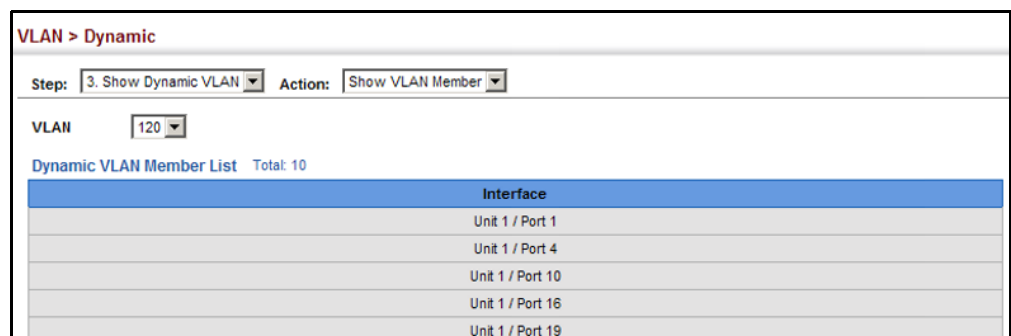 VLAN > Dynamic
Step: 3. Show Dynamic VLAN Action: Show VLAN Member
VLAN 120
Dynamic VLAN Member List Total: 10
Interface
Unit 1 / Port 1
Unit 1 / Port 4
Unit 1 / Port 10
Unit 1 / Port 16
Unit 1 / Port 19